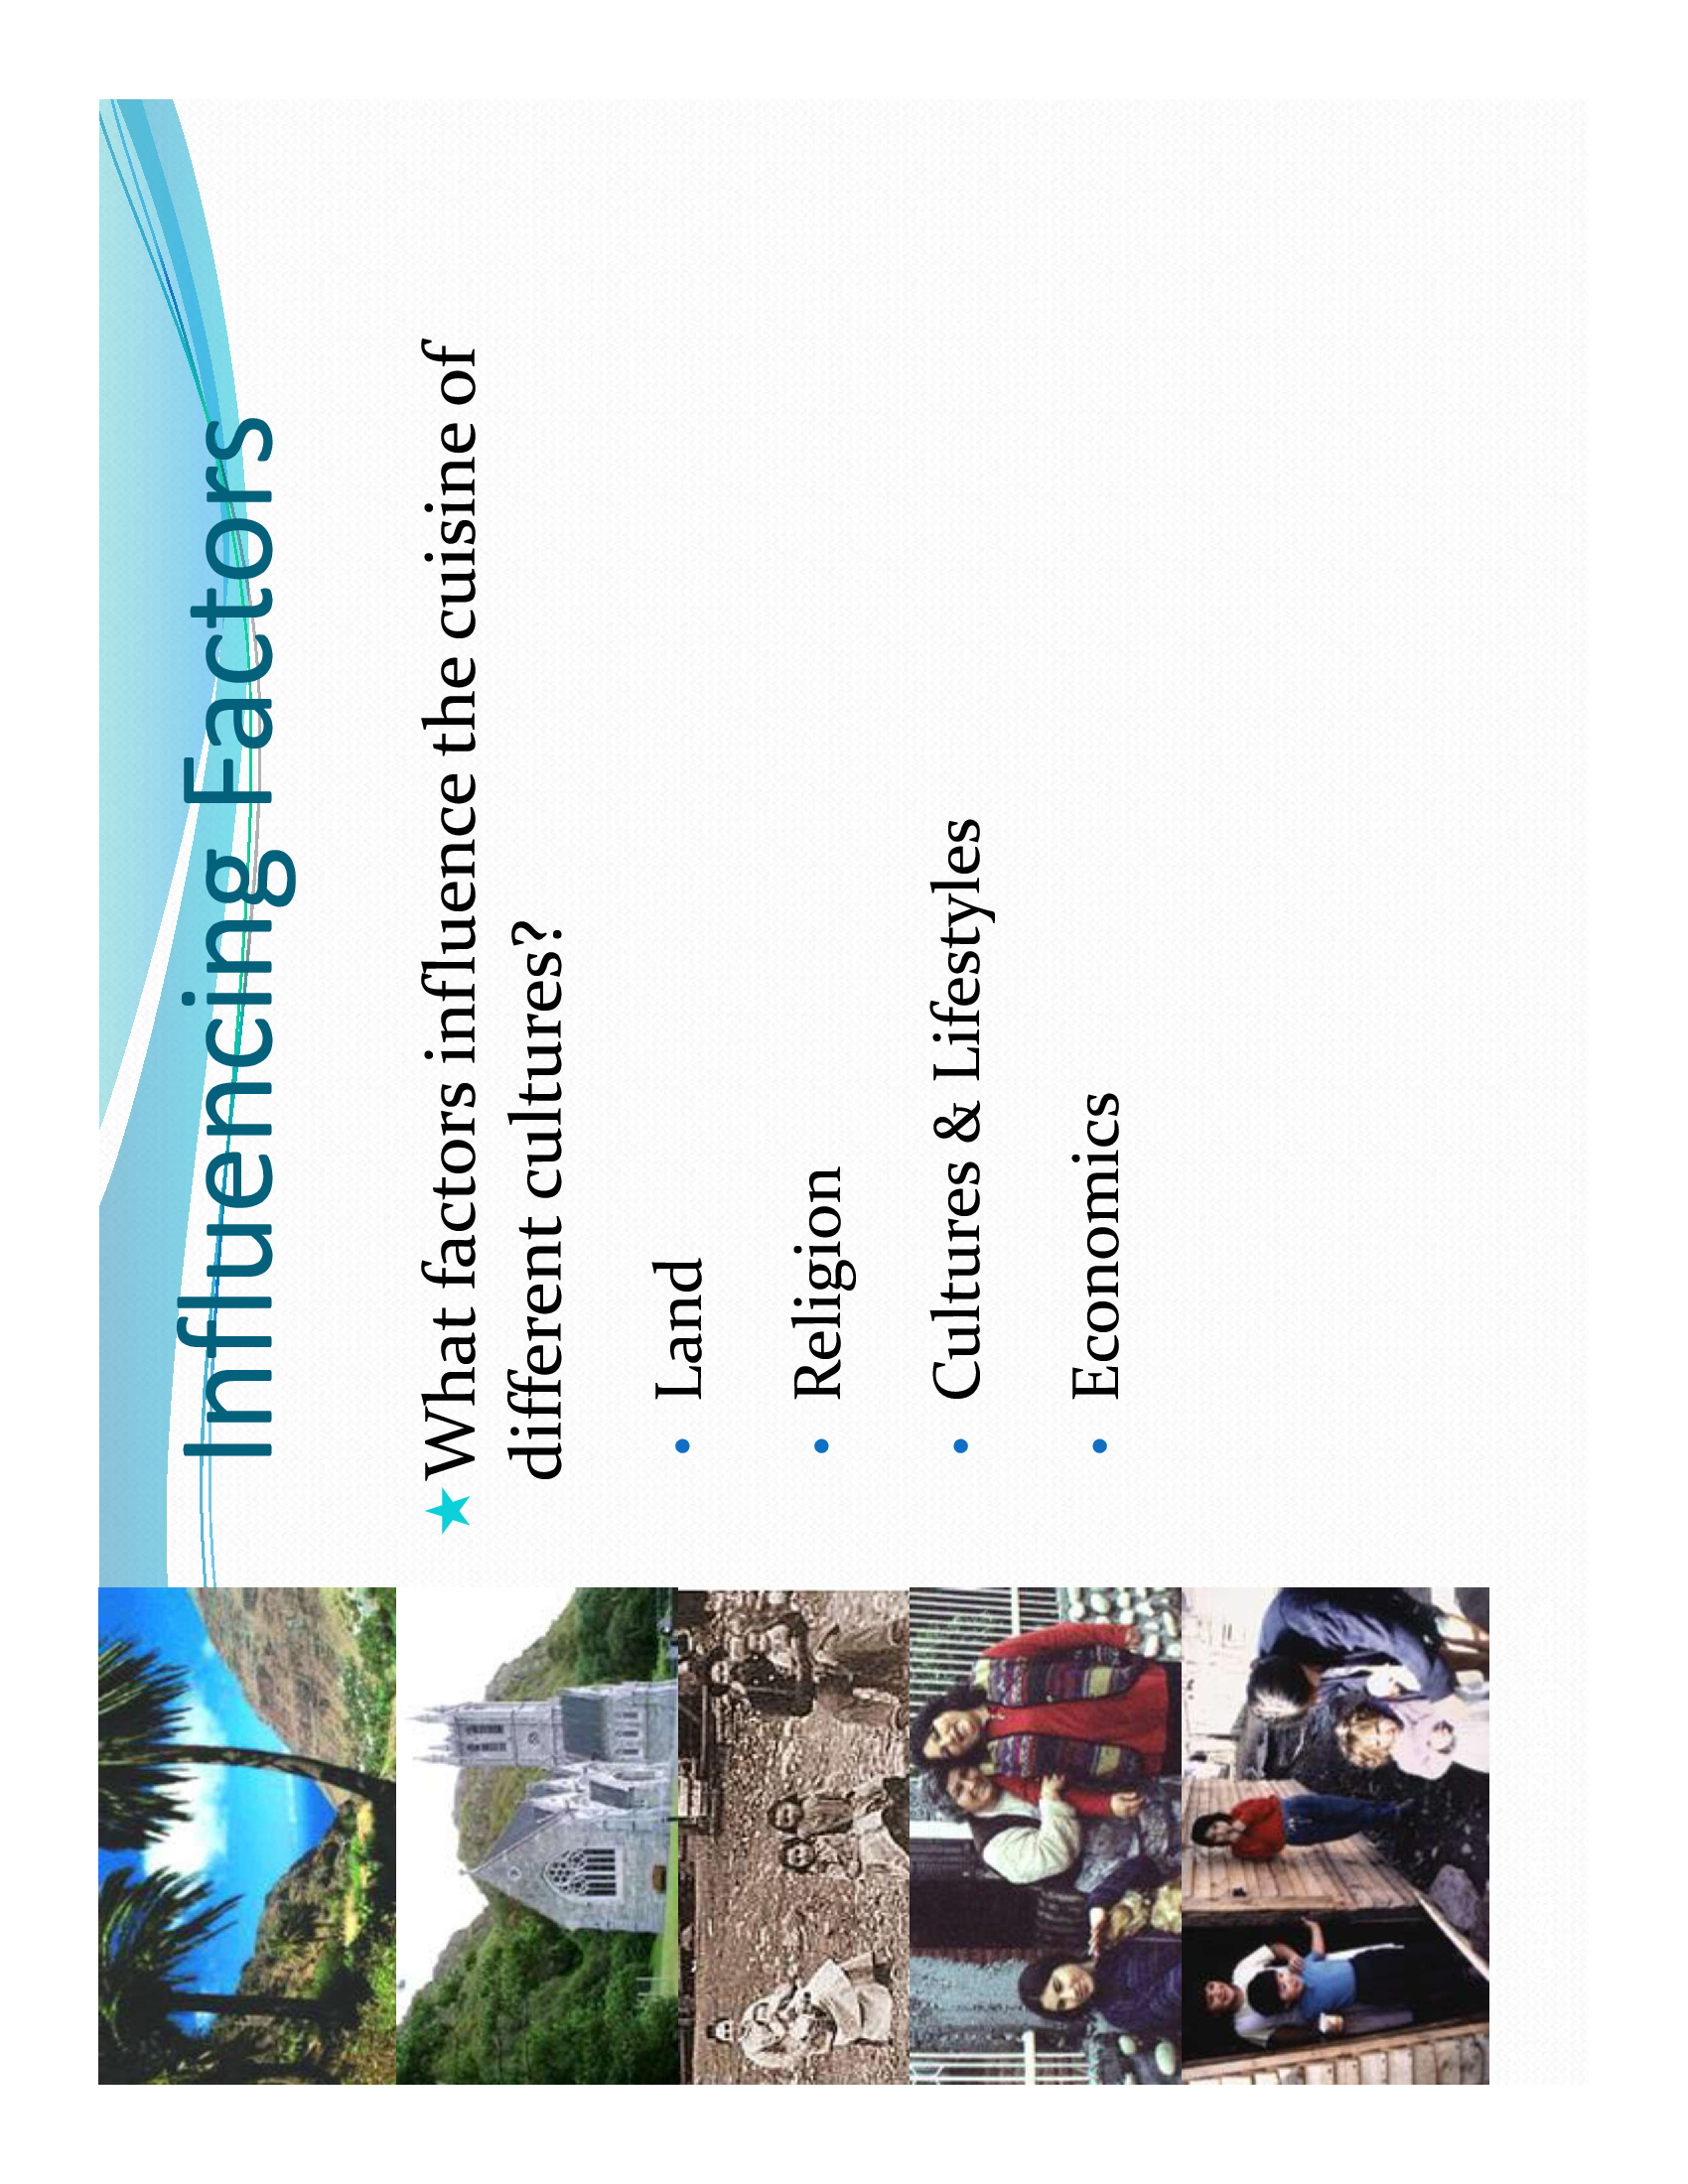 Influencing Factors
★What factors influence the cuisine of
different cultures?
• Land
• Religion
• Cultures & Lifestyles
• Economics